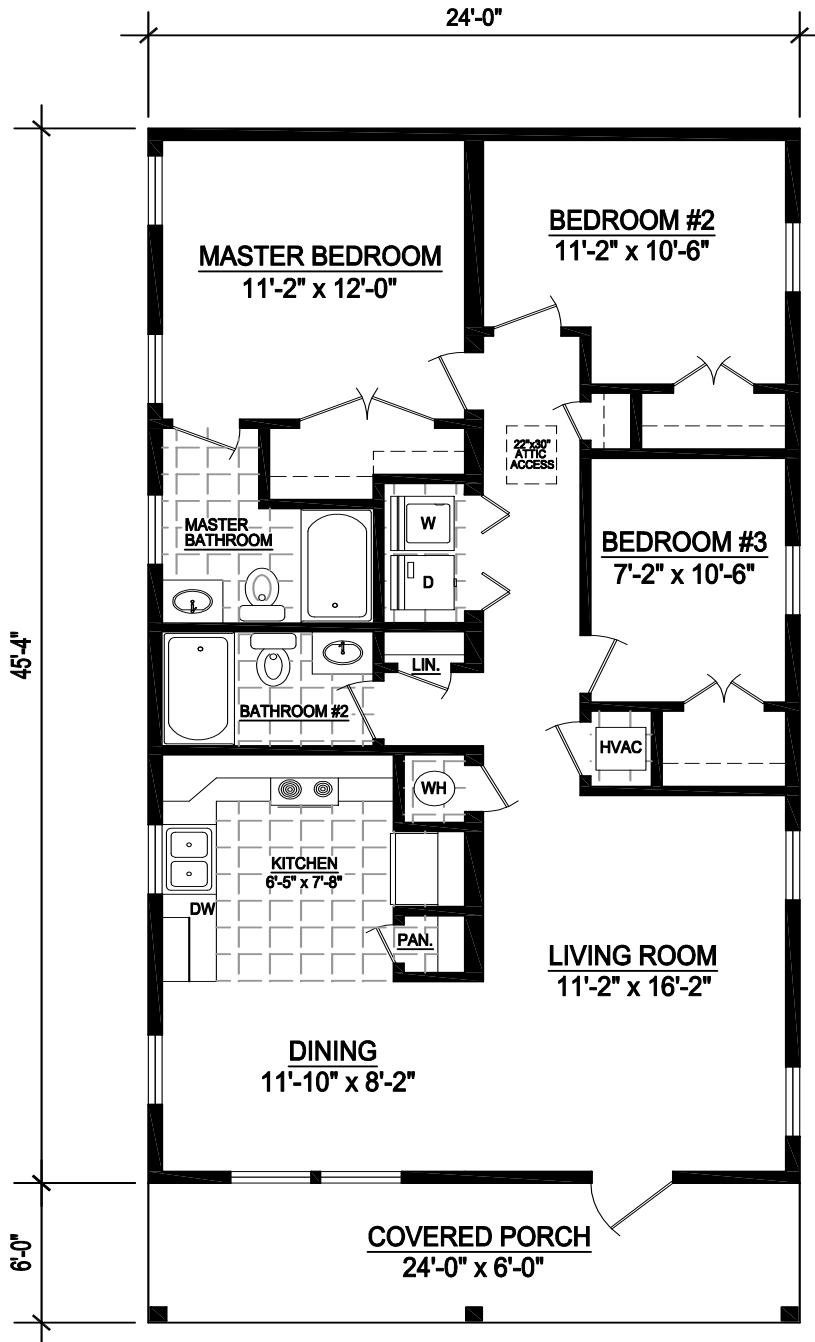 24'-0"
BEDROOM #2
11'-2" x 10'-6"
MASTER BEDROOM
11'-2" x 12'-0"
22"x30"
ATTIC
ACCESS
W
MASTER
BATHROOM
BEDROOM #3
7'-2" x 10'-6"
D
45'-4"
LIN.
BATHROOM #2
HVAC
WH
KITCHEN
6'-5" x 7'-8"
DW
PAN.
LIVING ROOM
11'-2" x 16'-2"
DINING
11'-10" x 8'-2"
COVERED PORCH
24'-0" x 6'-0"
6'-0"